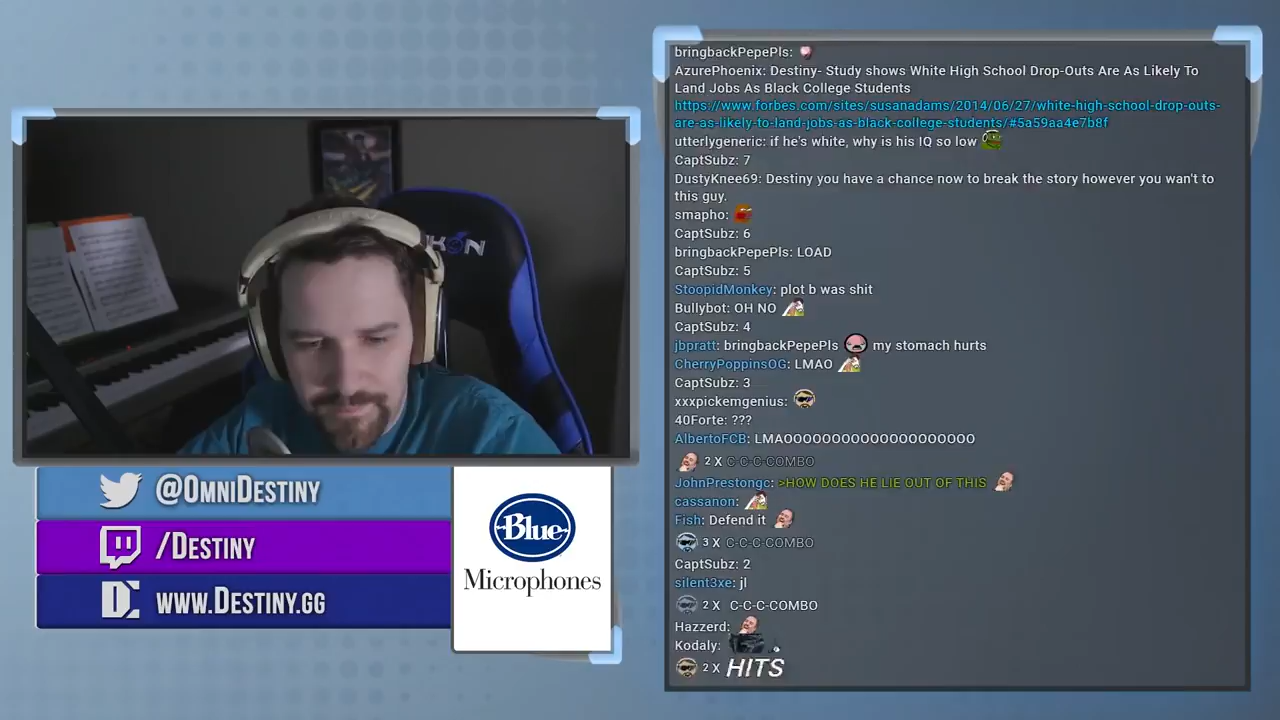 bringbackPepePls:
AzurePhoenix: Destiny- Study shows White High School Drop-Outs Are As Likely To
Land Jobs As Black College Students
https://www.forbes.com/sites/susanadams/2014/06/27/white-high-school-drop-outs-
are-as-likely-to-land-jobs-as-black-college-students/#5a59aa4e7b8f
utterlygeneric: if he's white, why is his IQ so low
CaptSubz: 7
DustyKnee69: Destiny you have a chance now to break the story however you wan't to
this guy.
smapho:
CaptSubz: 6
bringbackPepePls: LOAD
CaptSubz: 5
StoopidMonkey: plot b was shit
Bullybot: OH NO
CaptSubz: 4
jbpratt: bringbackPepePls my stomach hurts
CherryPoppinsOG: LMAO
CaptSubz: 3
xxxpickemgenius:
40Forte: ???
AlbertoFCB: LMAOOOOOOOOOOOOOOOOOOOO
2 X C-C-C-COMBO
JohnPrestongc: >HOW DOES HE LIE OUT OF THIS
cassanon:
Fish: Defend it
3 X C-C-C-COMBO
CaptSubz: 2
silent3xe: jl
2 X C-C-C-COMBO
Hazzerd:
Kodaly:
2 X HITS
@OmniDestiny
/Destiny
www.Destiny.gg
Blue
Microphones